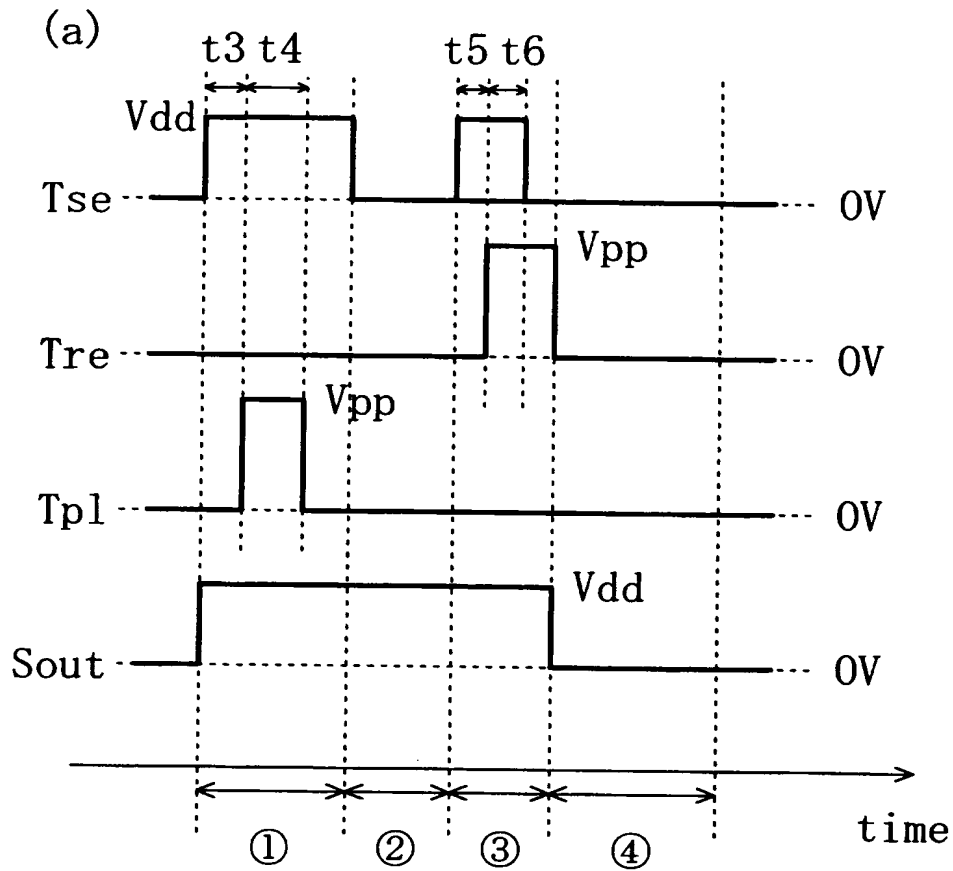 (a)
t3 t4 t5 t6
Vdd
Tse 0V
Vpp
Tre 0V
Vpp
Tpl 0V
Vdd
Sout 0V
① ② ③ ④
time